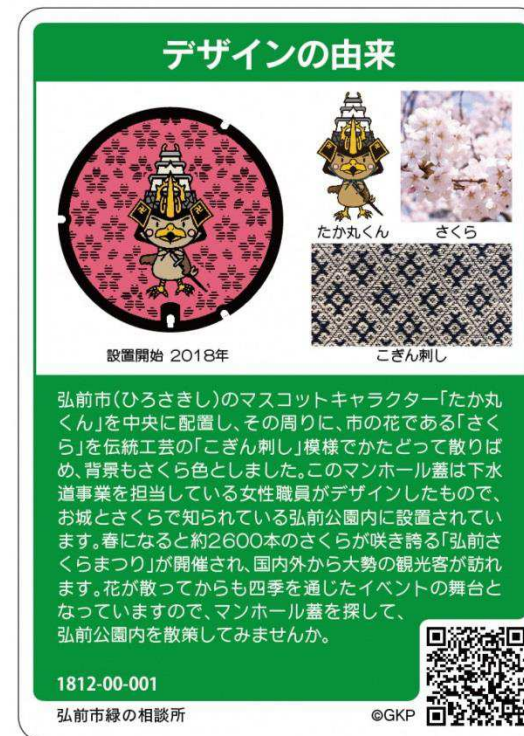 デザインの由来
たか丸くん
さくら
設置開始 2018年
こぎん刺し
弘前市(ひろさきし)のマスコットキャラクター「たか丸
くん」を中央に配置し、その周りに、市の花である「さく
ら」を伝統工芸の「こぎん刺し」模様でかたどって散りば
め、背景もさくら色としました。このマンホール蓋は下水
道事業を担当している女性職員がデザインしたもので、
お城とさくらで知られている弘前公園内に設置されてい
ます。春になると約2600本のさくらが咲き誇る「弘前さ
くらまつり」が開催され、国内外から大勢の観光客が訪れ
ます。花が散ってからも四季を通じたイベントの舞台と
なっていますので、マンホール蓋を探して、
弘前公園内を散策してみませんか。
1812-00-001
弘前市緑の相談所
©GKP